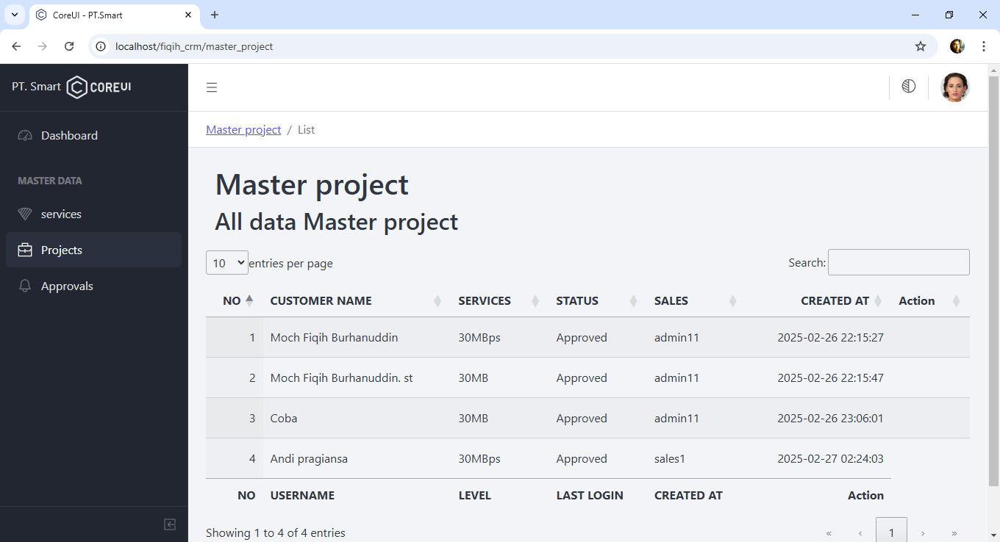 CoreUI - PT.Smart
localhost/fiqih_crm/master_project
PT. Smart COREUI
Dashboard
MASTER DATA
services
Projects
Approvals
Master project / List
Master project
All data Master project
10 entries per page
Search:
NO CUSTOMER NAME SERVICES STATUS SALES CREATED AT Action
1 Moch Fiqih Burhanuddin 30MBps Approved admin11 2025-02-26 22:15:27
2 Moch Fiqih Burhanuddin. st 30MB Approved admin11 2025-02-26 22:15:47
3 Coba 30MB Approved admin11 2025-02-26 23:06:01
4 Andi pragiansa 30MBps Approved sales1 2025-02-27 02:24:03
NO USERNAME LEVEL LAST LOGIN CREATED AT Action
Showing 1 to 4 of 4 entries
« ‹ 1 › »